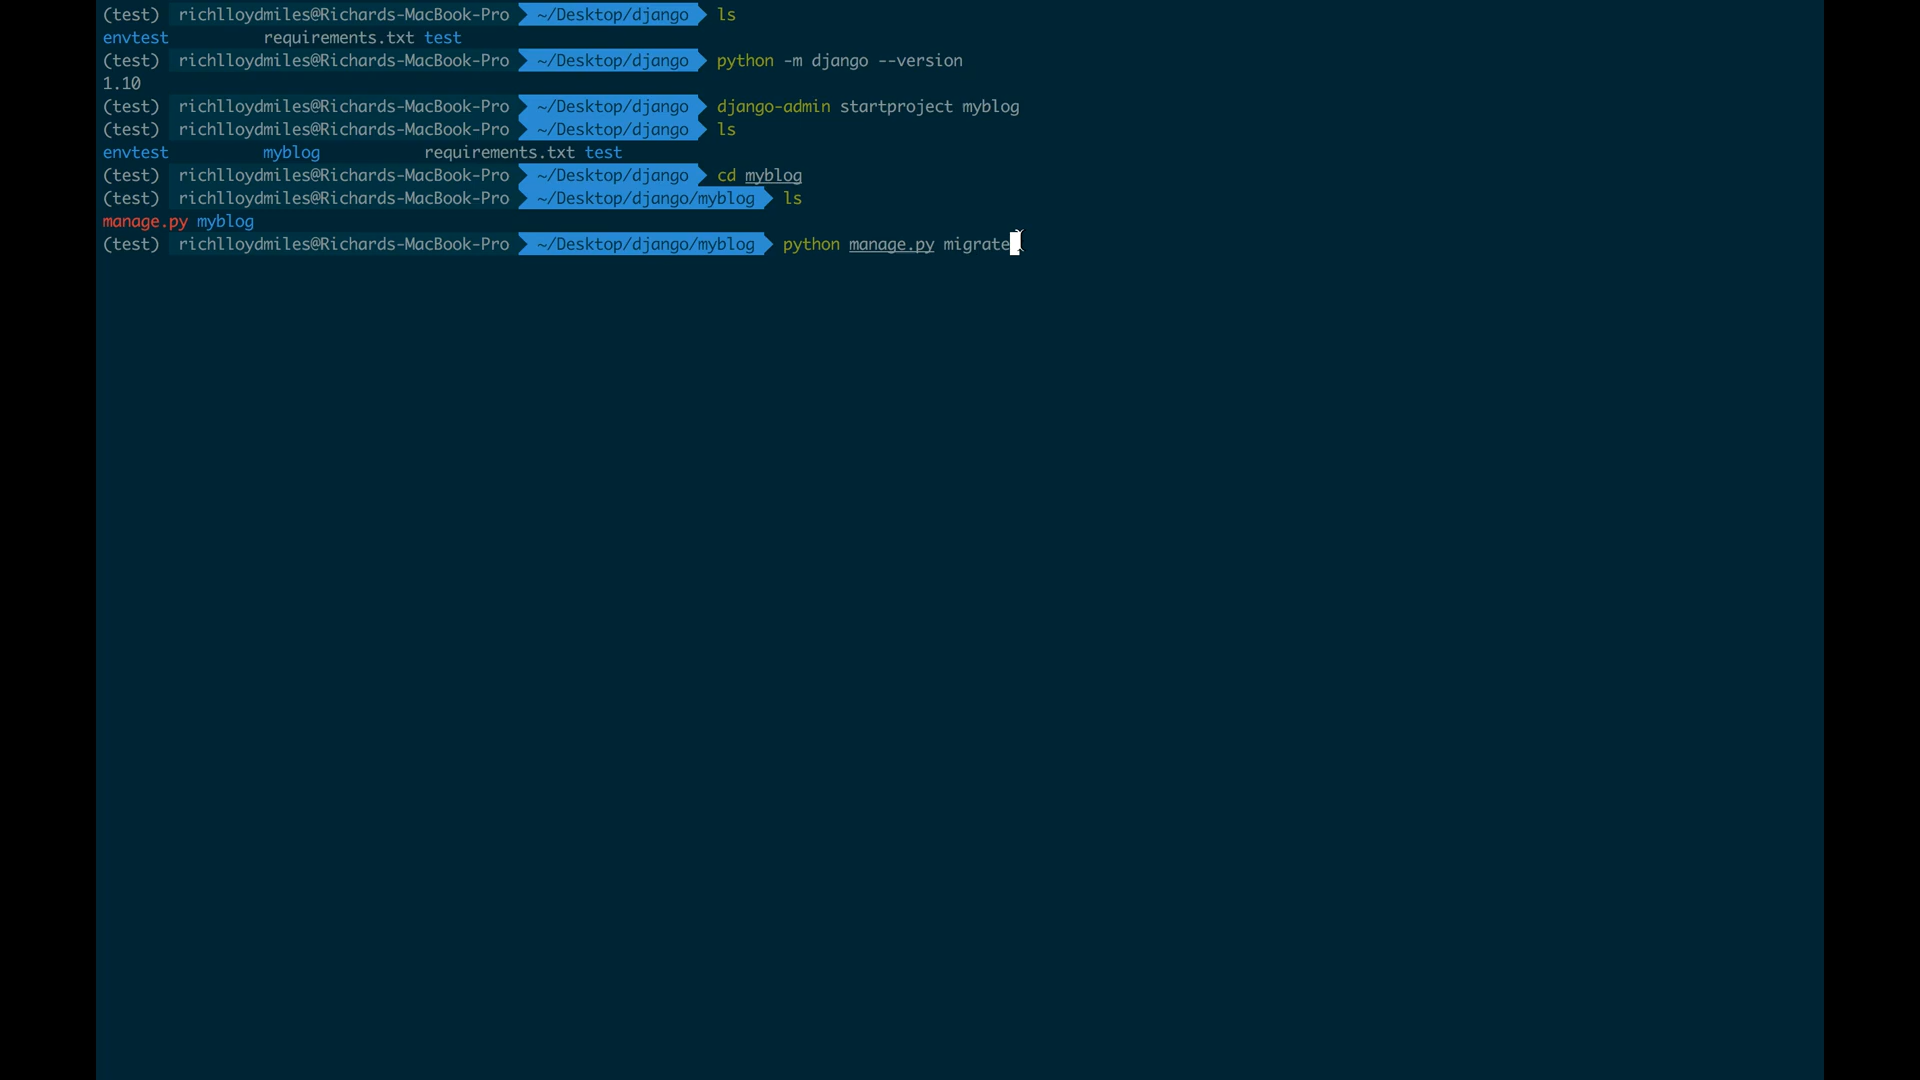 (test) richlloydmiles@Richards-MacBook-Pro ~/Desktop/django ls
envtest requirements.txt test
(test) richlloydmiles@Richards-MacBook-Pro ~/Desktop/django python -m django --version
1.10
(test) richlloydmiles@Richards-MacBook-Pro ~/Desktop/django django-admin startproject myblog
(test) richlloydmiles@Richards-MacBook-Pro ~/Desktop/django ls
envtest myblog requirements.txt test
(test) richlloydmiles@Richards-MacBook-Pro ~/Desktop/django cd myblog
(test) richlloydmiles@Richards-MacBook-Pro ~/Desktop/django/myblog ls
manage.py myblog
(test) richlloydmiles@Richards-MacBook-Pro ~/Desktop/django/myblog python manage.py migrate